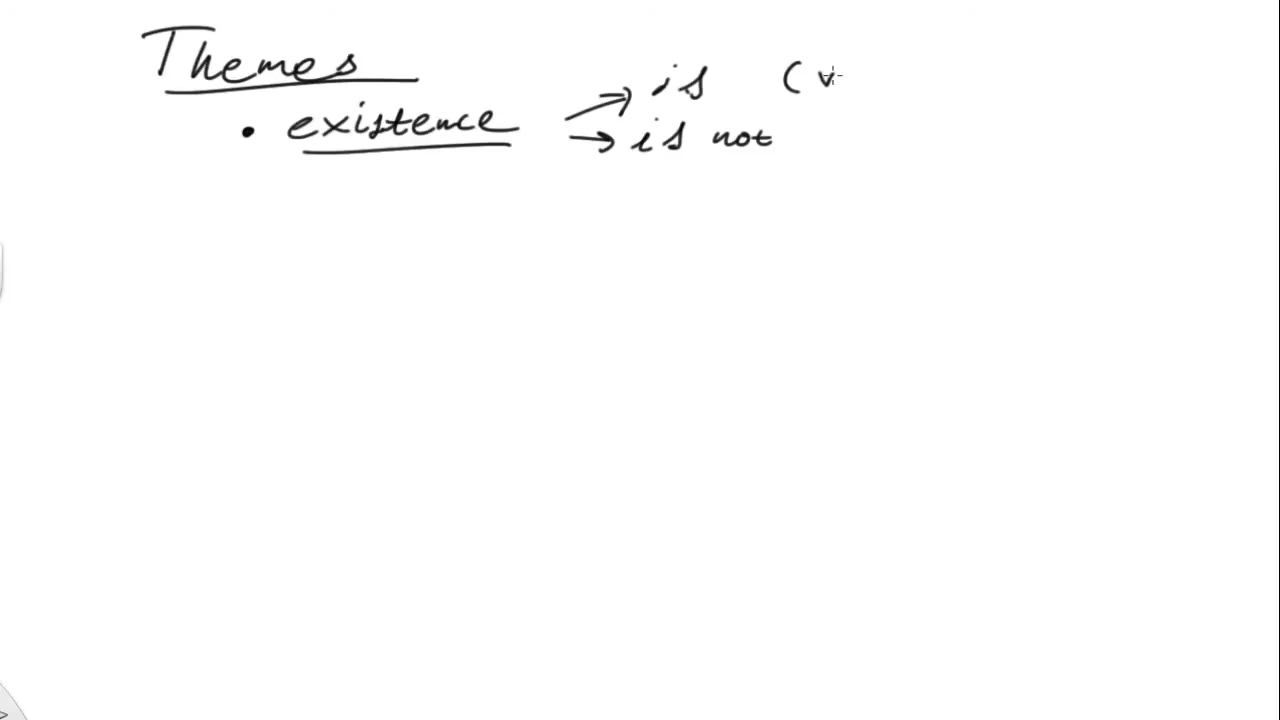 Themes
• existence → is (v
→ is not